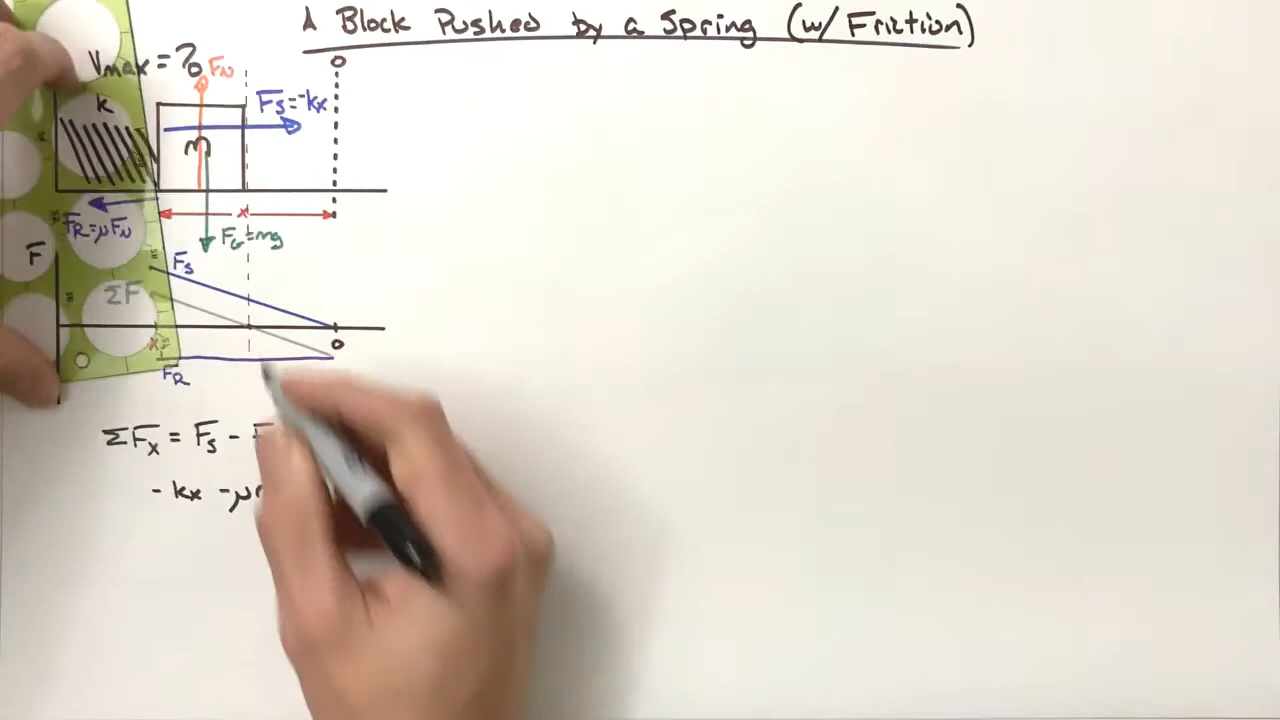 A Block Pushed by a Spring (w/ Friction)
Vmax = ?
FN
0
k
Fs=-kx
m
x
FR=μFN
FG=mg
F
Fs
ΣF
x
0
FR
ΣFx = Fs -
- kx - μ